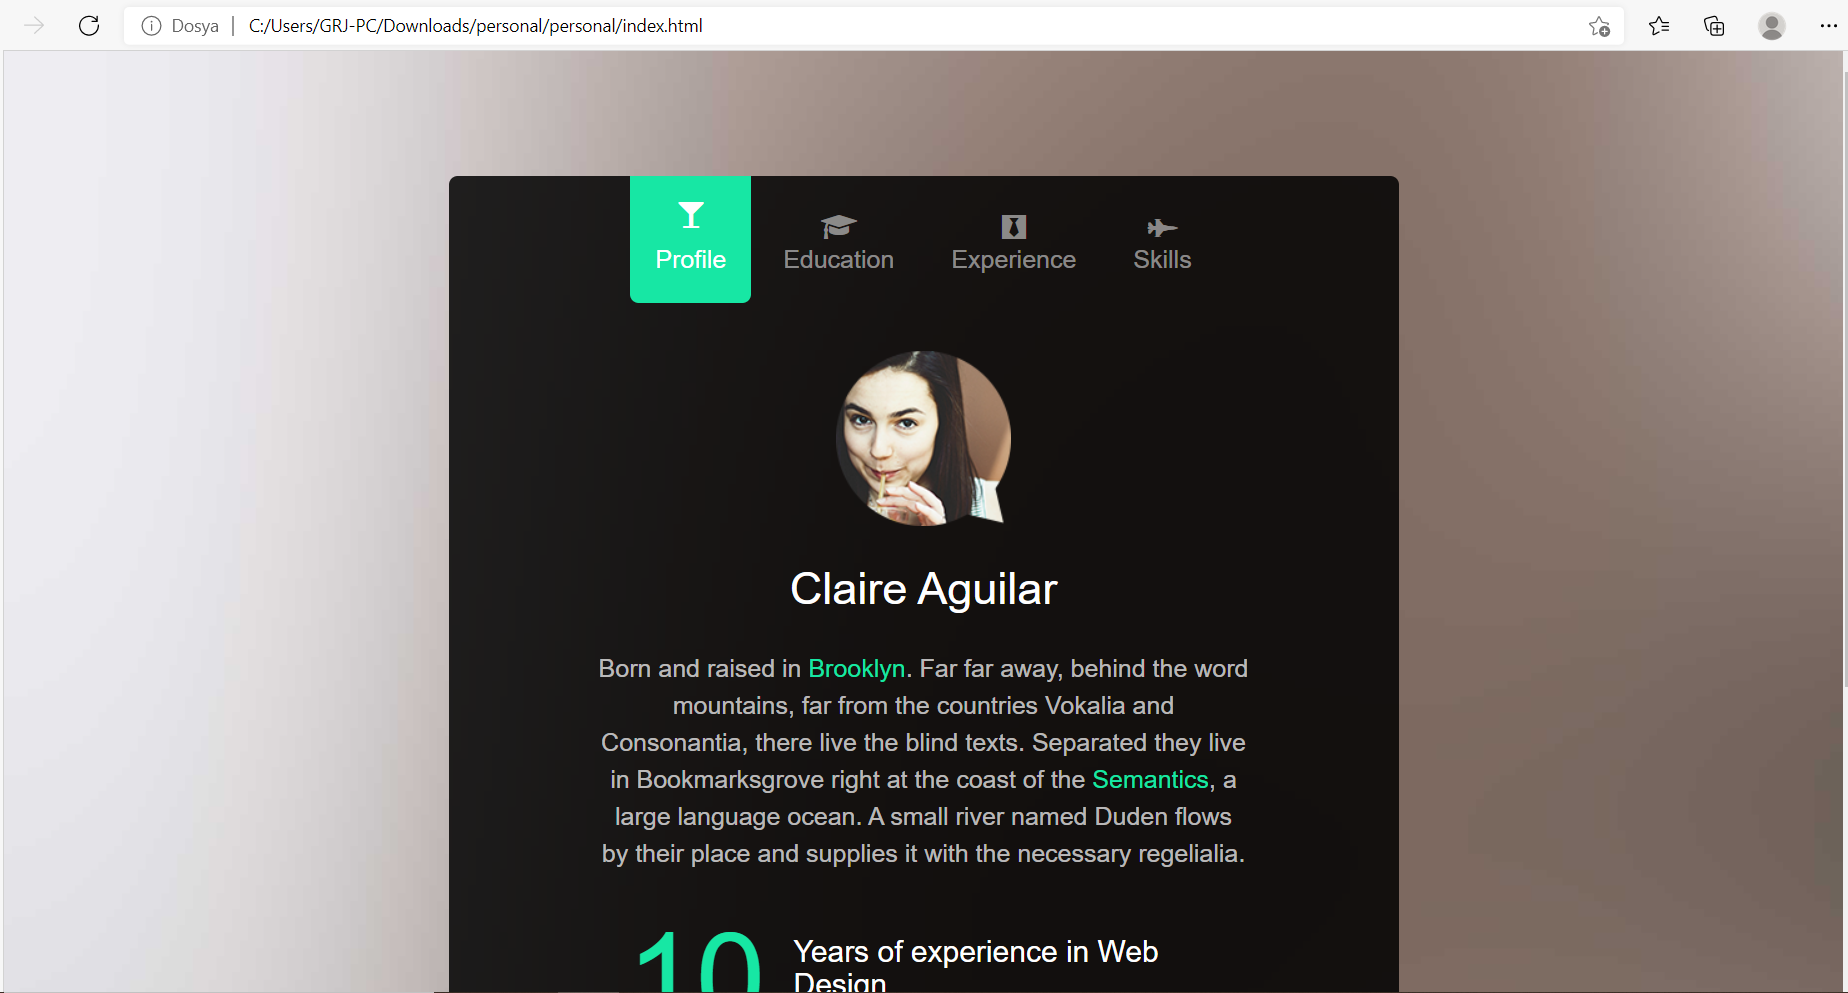 Dosya | C:/Users/GRJ-PC/Downloads/personal/personal/index.html
Profile Education Experience Skills
Claire Aguilar
Born and raised in Brooklyn. Far far away, behind the word
mountains, far from the countries Vokalia and
Consonantia, there live the blind texts. Separated they live
in Bookmarksgrove right at the coast of the Semantics, a
large language ocean. A small river named Duden flows
by their place and supplies it with the necessary regelialia.
10 Years of experience in Web
Design